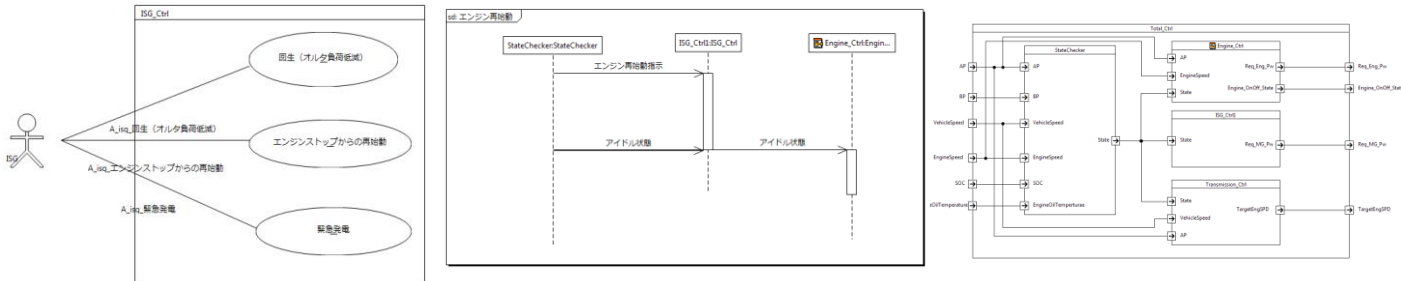 ISG_Ctrl
回生（オルタ負荷低減）
A_isg_回生（オルタ負荷低減）
エンジンストップからの再始動
ISG
A_isg_エンジンストップからの再始動
A_isg_緊急発電
緊急発電
sd: エンジン再始動
StateChecker:StateChecker
ISG_Ctrl1:ISG_Ctrl
Engine_Ctrl:Engin...
エンジン再始動指示
アイドル状態
アイドル状態
Total_Ctrl
StateChecker
Engine_Ctrl
AP
AP
AP
Req_Eng_Pw
Req_Eng_Pw
EngineSpeed
BP
BP
State
Engine_OnOff_State
Engine_OnOff_Stat
VehicleSpeed
VehicleSpeed
ISG_Ctrl1
State
State
Req_MG_Pw
Req_MG_Pw
EngineSpeed
EngineSpeed
SOC
SOC
Transmission_Ctrl
State
eOilTemperature
EngineOilTemporturae
TargetEngSPD
TargetEngSPD
VehicleSpeed
AP